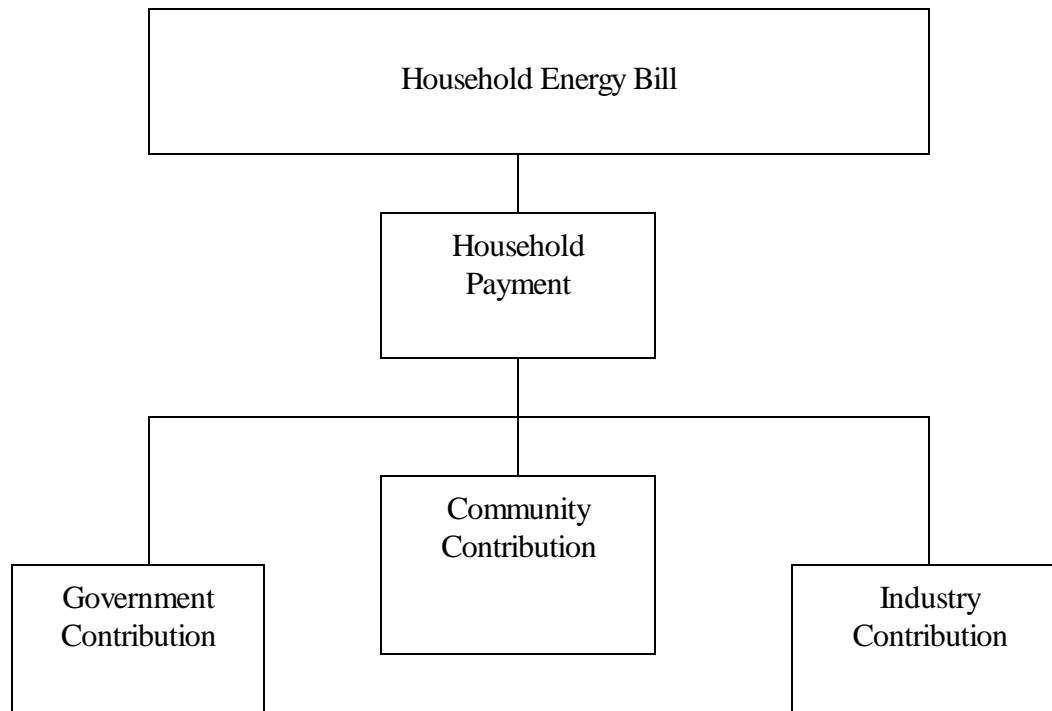 Household Energy Bill
Household
Payment
Community
Contribution
Government
Contribution
Industry
Contribution